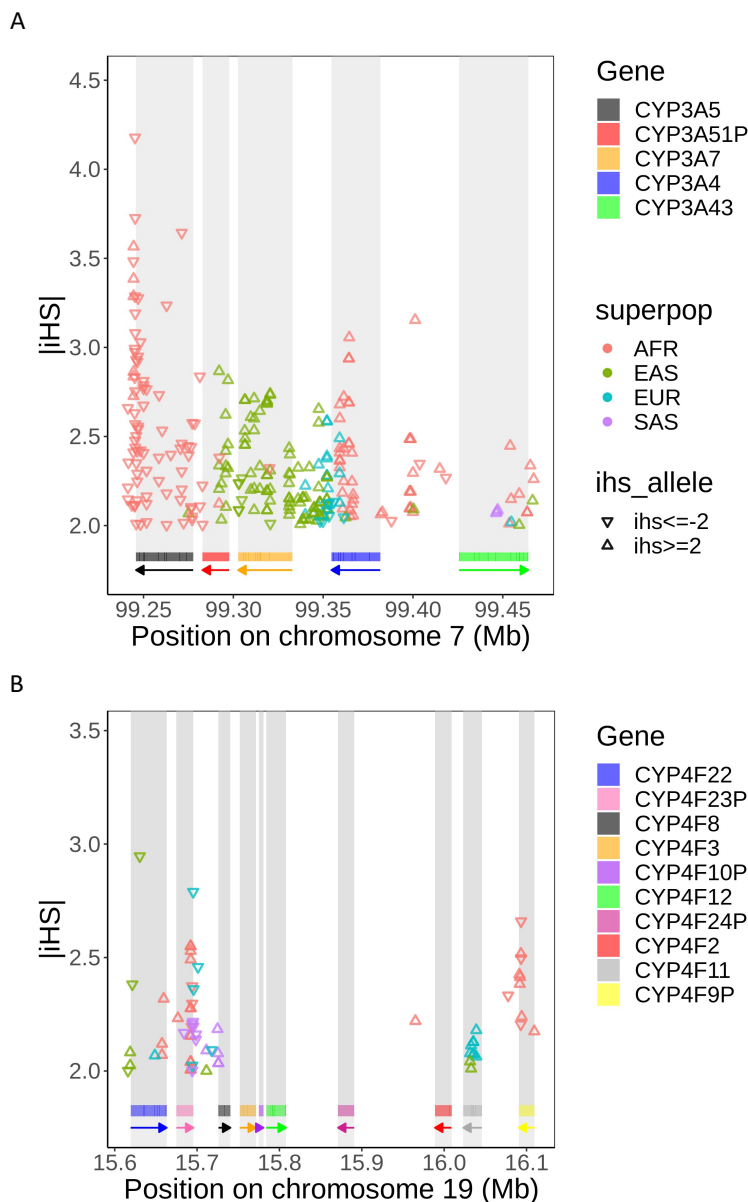 A
4.5
4.0
3.5
3.0
2.5
2.0
|iHS|
99.25 99.30 99.35 99.40 99.45
Position on chromosome 7 (Mb)
Gene
CYP3A5
CYP3A51P
CYP3A7
CYP3A4
CYP3A43
superpop
AFR
EAS
EUR
SAS
ihs_allele
ihs<=-2
ihs>=2
B
3.5
3.0
2.5
2.0
|iHS|
15.6 15.7 15.8 15.9 16.0 16.1
Position on chromosome 19 (Mb)
Gene
CYP4F22
CYP4F23P
CYP4F8
CYP4F3
CYP4F10P
CYP4F12
CYP4F24P
CYP4F2
CYP4F11
CYP4F9P